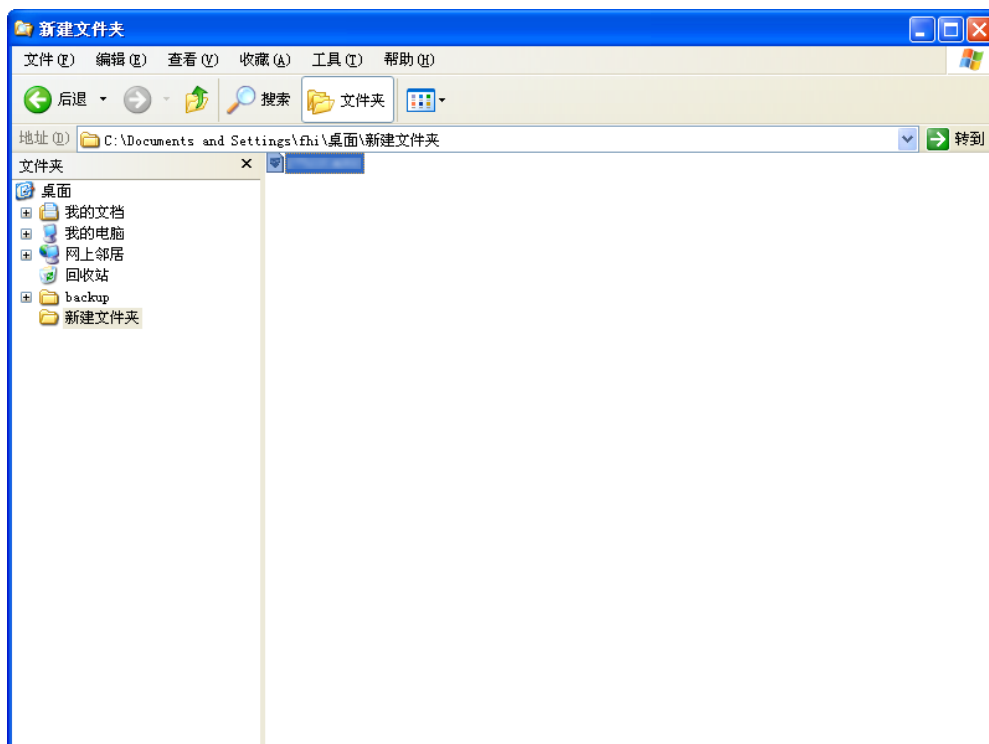 新建文件夹
文件(F) 编辑(E) 查看(V) 收藏(A) 工具(T) 帮助(H)
后退 搜索 文件夹
地址(D) C:\Documents and Settings\fhi\桌面\新建文件夹 转到
文件夹
桌面
我的文档
我的电脑
网上邻居
回收站
backup
新建文件夹